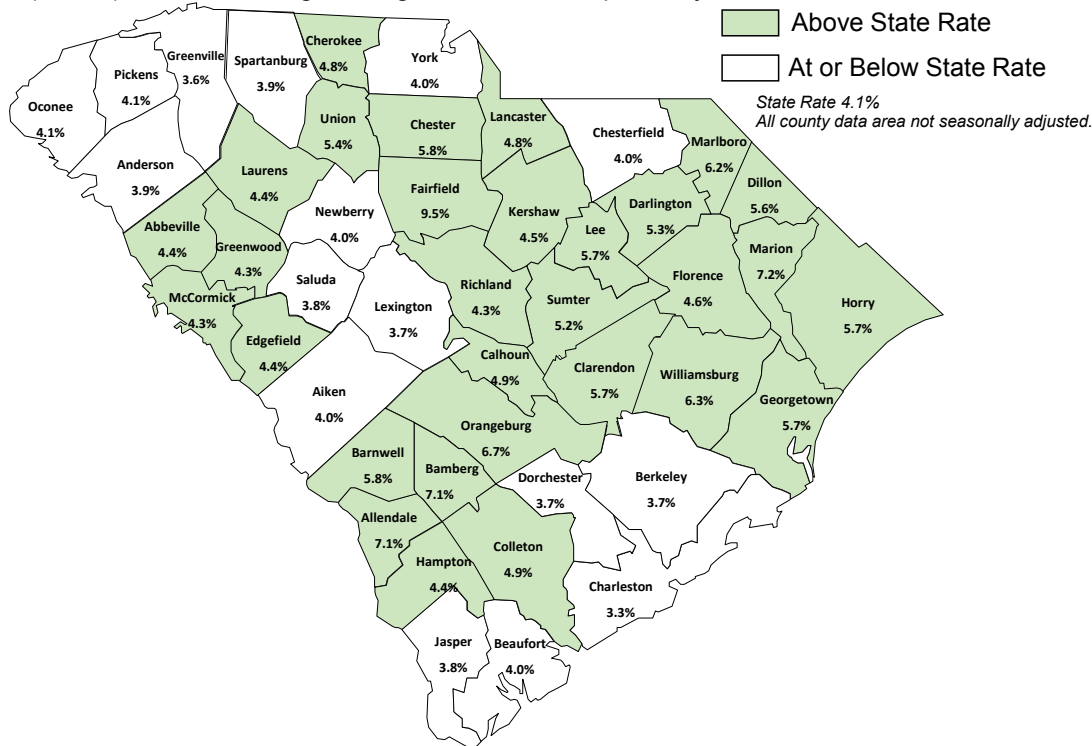 Above State Rate
At or Below State Rate
State Rate 4.1%
All county data area not seasonally adjusted.
Oconee
4.1%
Pickens
4.1%
Greenville
3.6%
Spartanburg
3.9%
Cherokee
4.8%
York
4.0%
Anderson
3.9%
Union
5.4%
Chester
5.8%
Lancaster
4.8%
Chesterfield
4.0%
Marlboro
6.2%
Dillon
5.6%
Laurens
4.4%
Fairfield
9.5%
Kershaw
4.5%
Darlington
5.3%
Abbeville
4.4%
Greenwood
4.3%
Newberry
4.0%
Lee
5.7%
Marion
7.2%
McCormick
4.3%
Saluda
3.8%
Lexington
3.7%
Richland
4.3%
Sumter
5.2%
Florence
4.6%
Horry
5.7%
Edgefield
4.4%
Aiken
4.0%
Calhoun
4.9%
Clarendon
5.7%
Williamsburg
6.3%
Georgetown
5.7%
Orangeburg
6.7%
Barnwell
5.8%
Bamberg
7.1%
Dorchester
3.7%
Berkeley
3.7%
Allendale
7.1%
Hampton
4.4%
Colleton
4.9%
Charleston
3.3%
Jasper
3.8%
Beaufort
4.0%